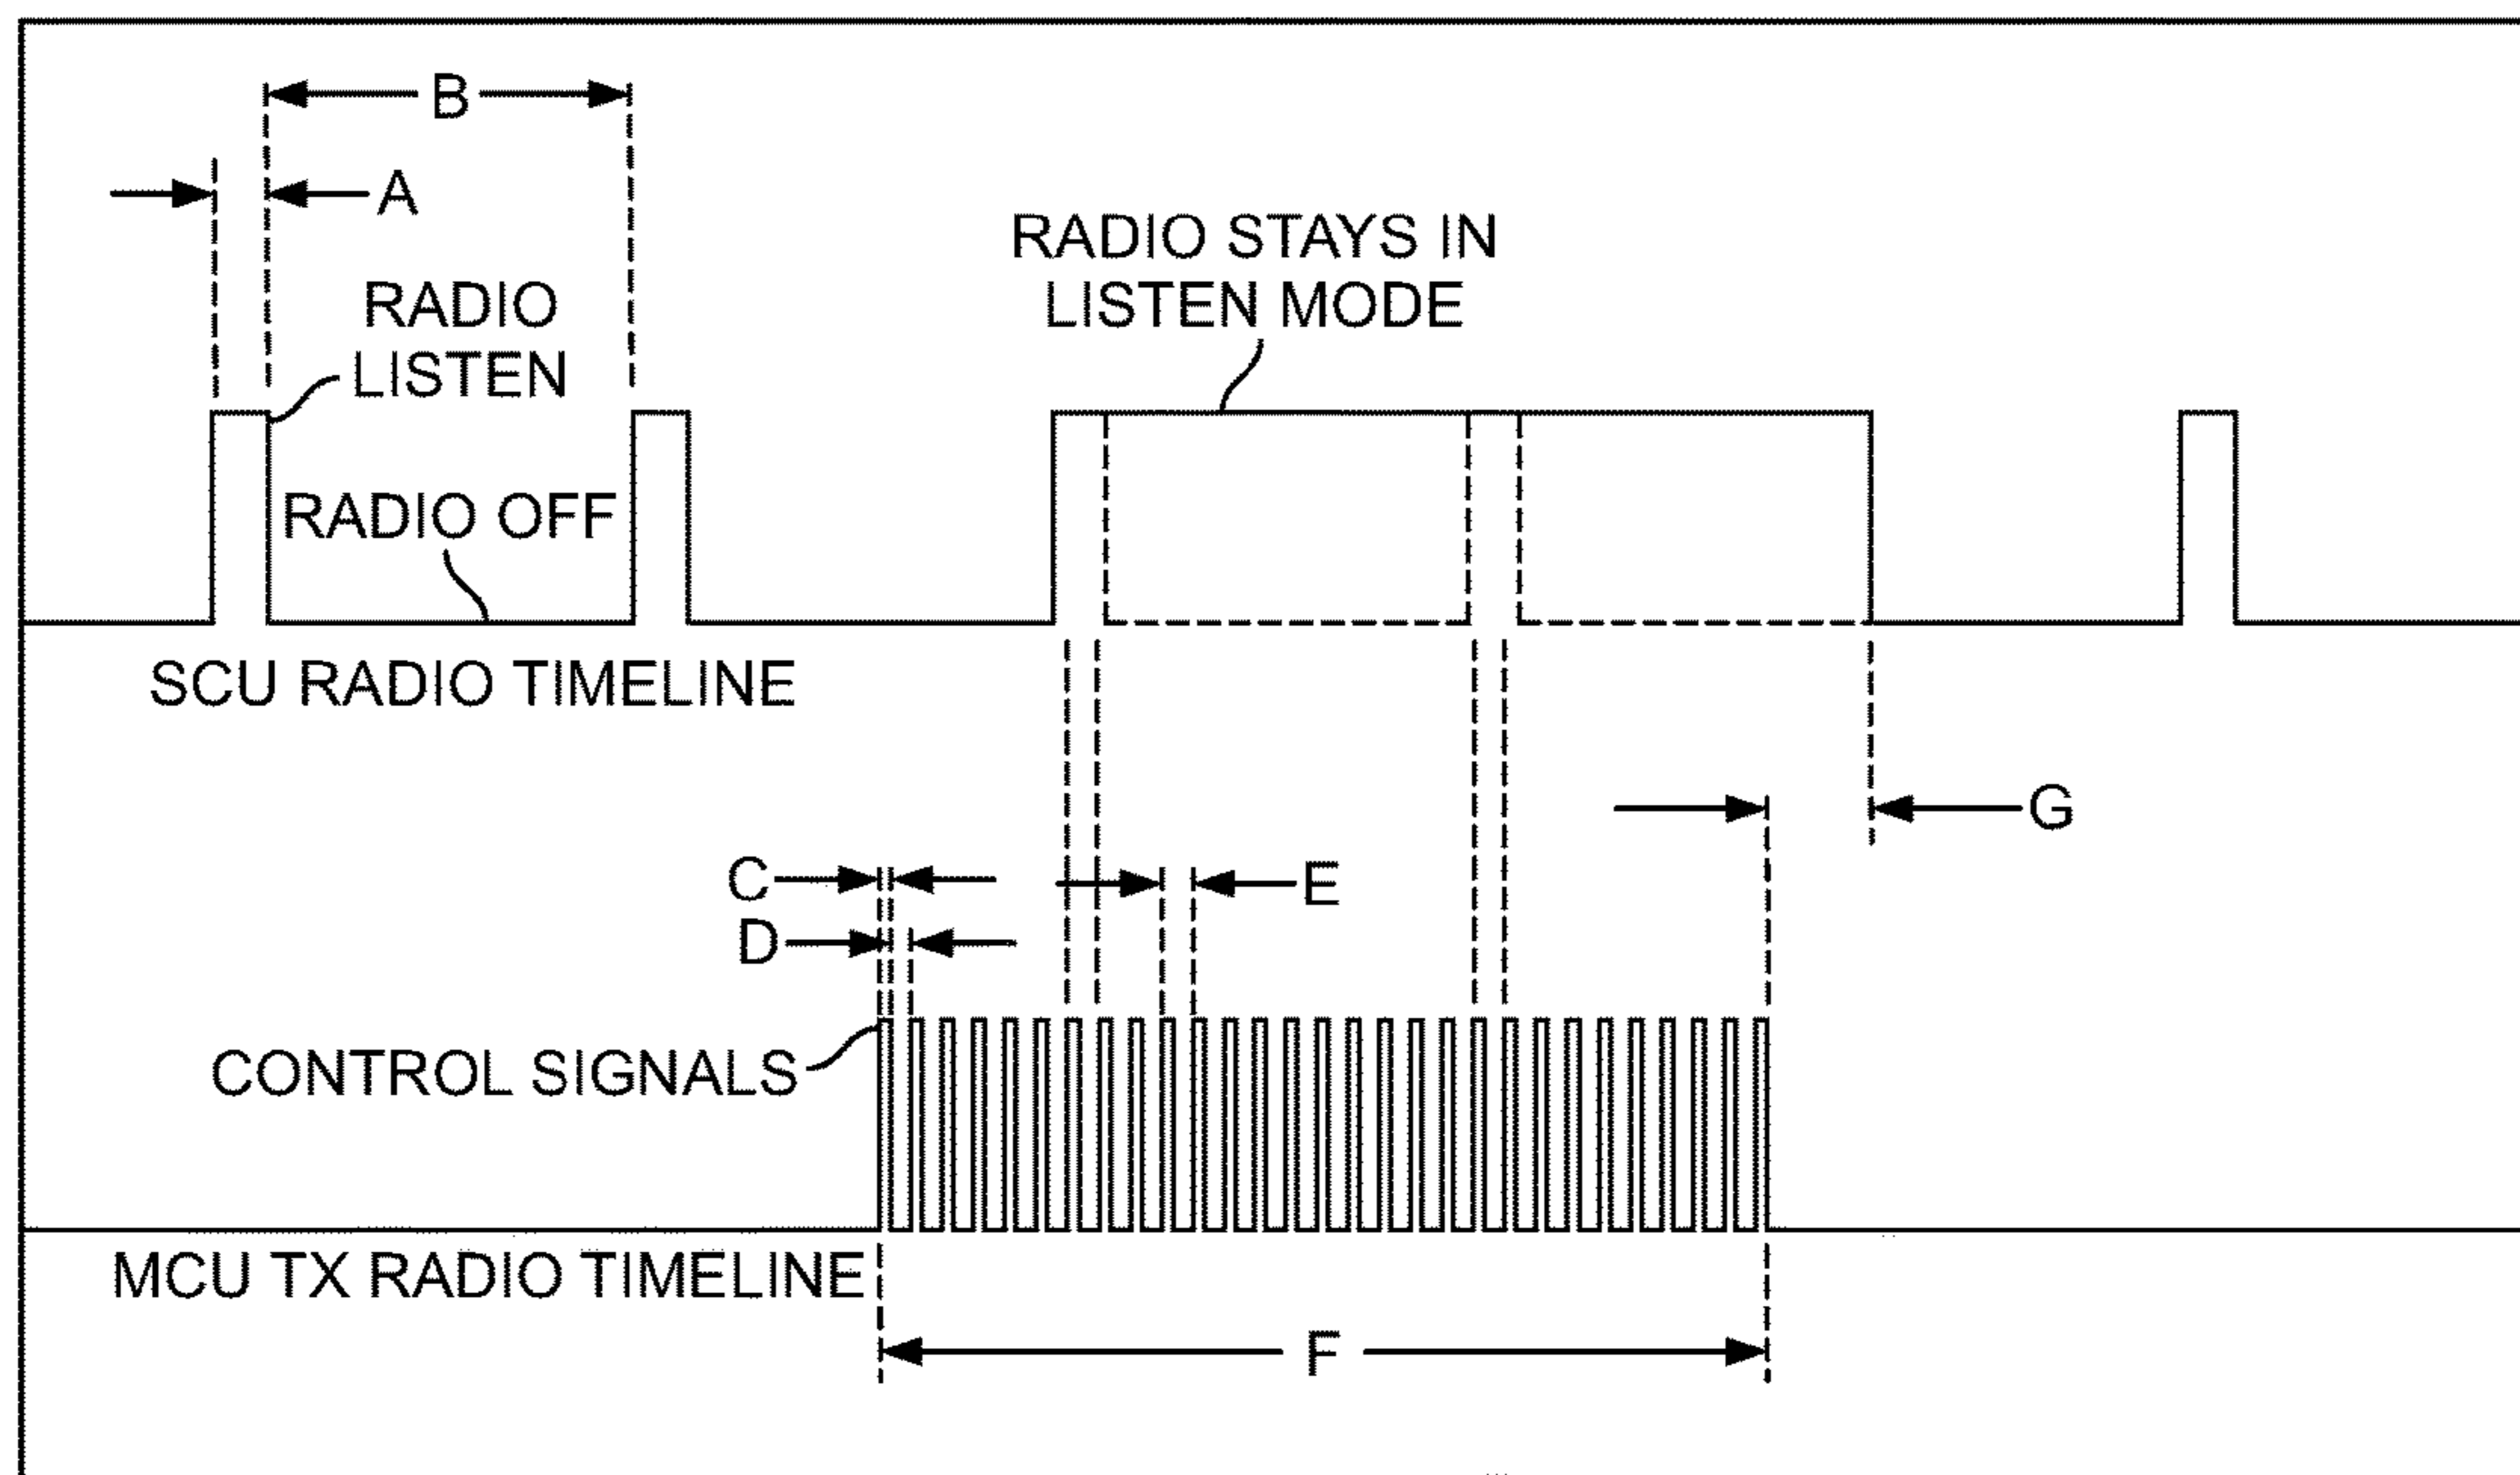 B
A
RADIO
LISTEN
RADIO STAYS IN
LISTEN MODE
RADIO OFF
SCU RADIO TIMELINE
G
C
E
D
CONTROL SIGNALS
MCU TX RADIO TIMELINE
F